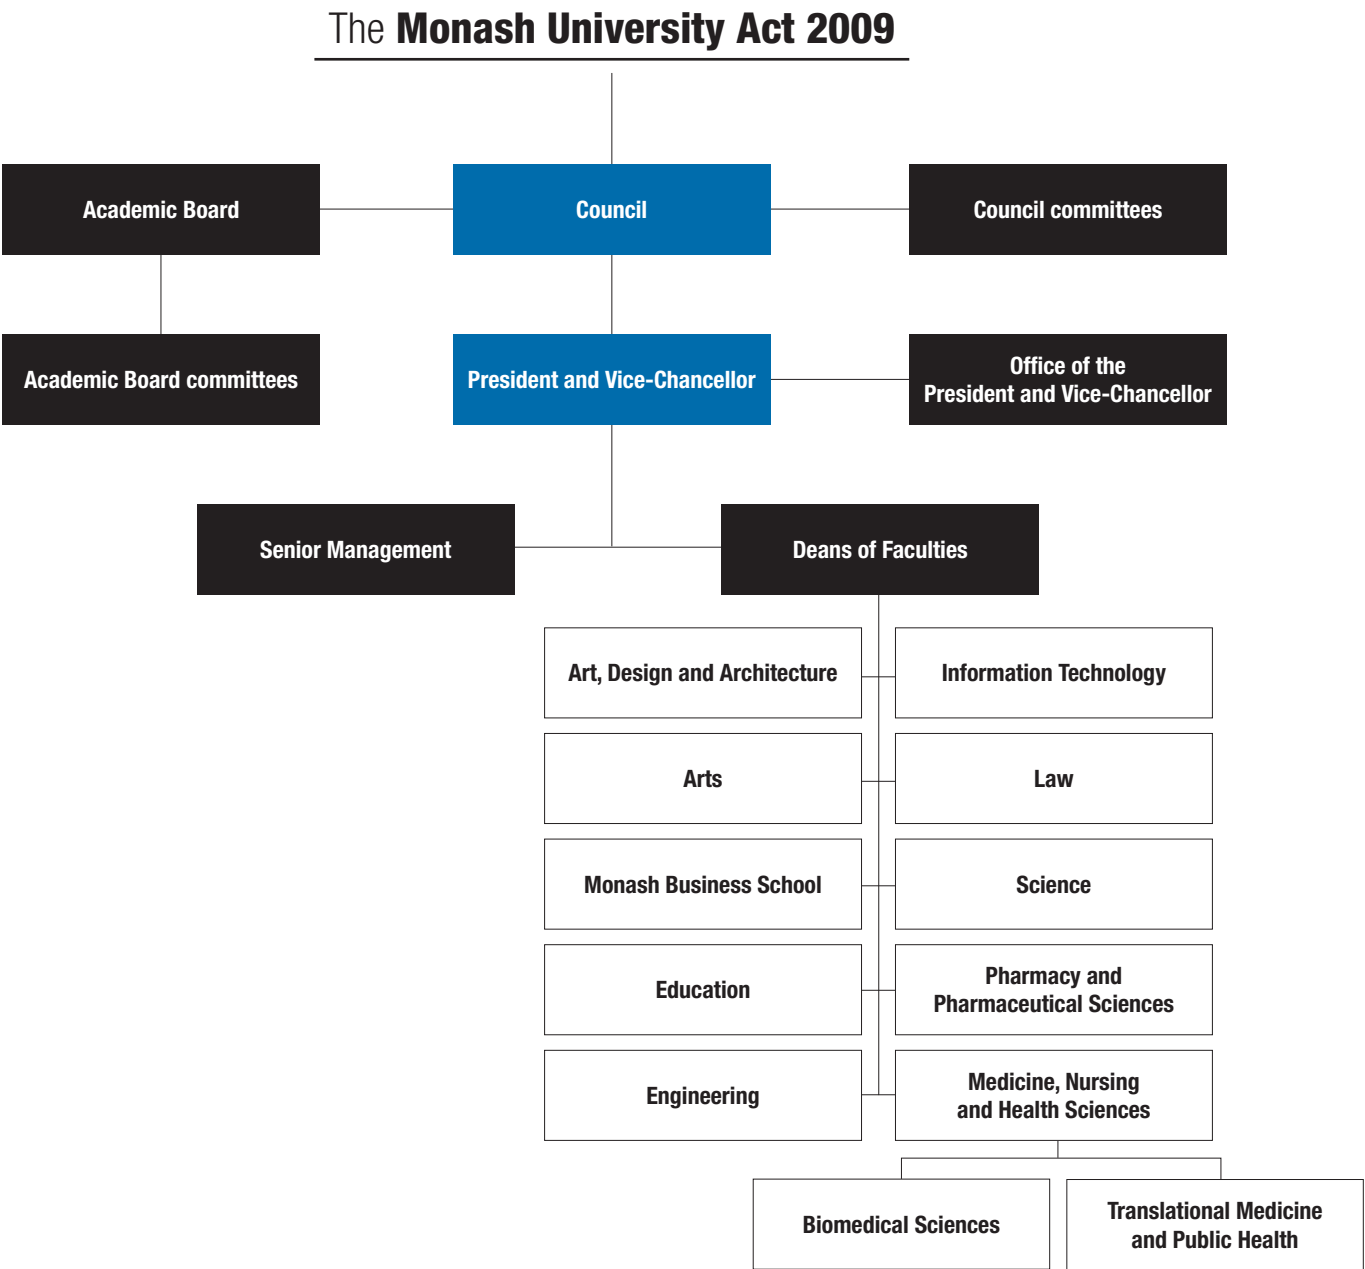 The Monash University Act 2009
Academic Board
Council
Council committees
Academic Board committees
President and Vice-Chancellor
Office of the
President and Vice-Chancellor
Senior Management
Deans of Faculties
Art, Design and Architecture
Information Technology
Arts
Law
Monash Business School
Science
Education
Pharmacy and
Pharmaceutical Sciences
Engineering
Medicine, Nursing
and Health Sciences
Biomedical Sciences
Translational Medicine
and Public Health